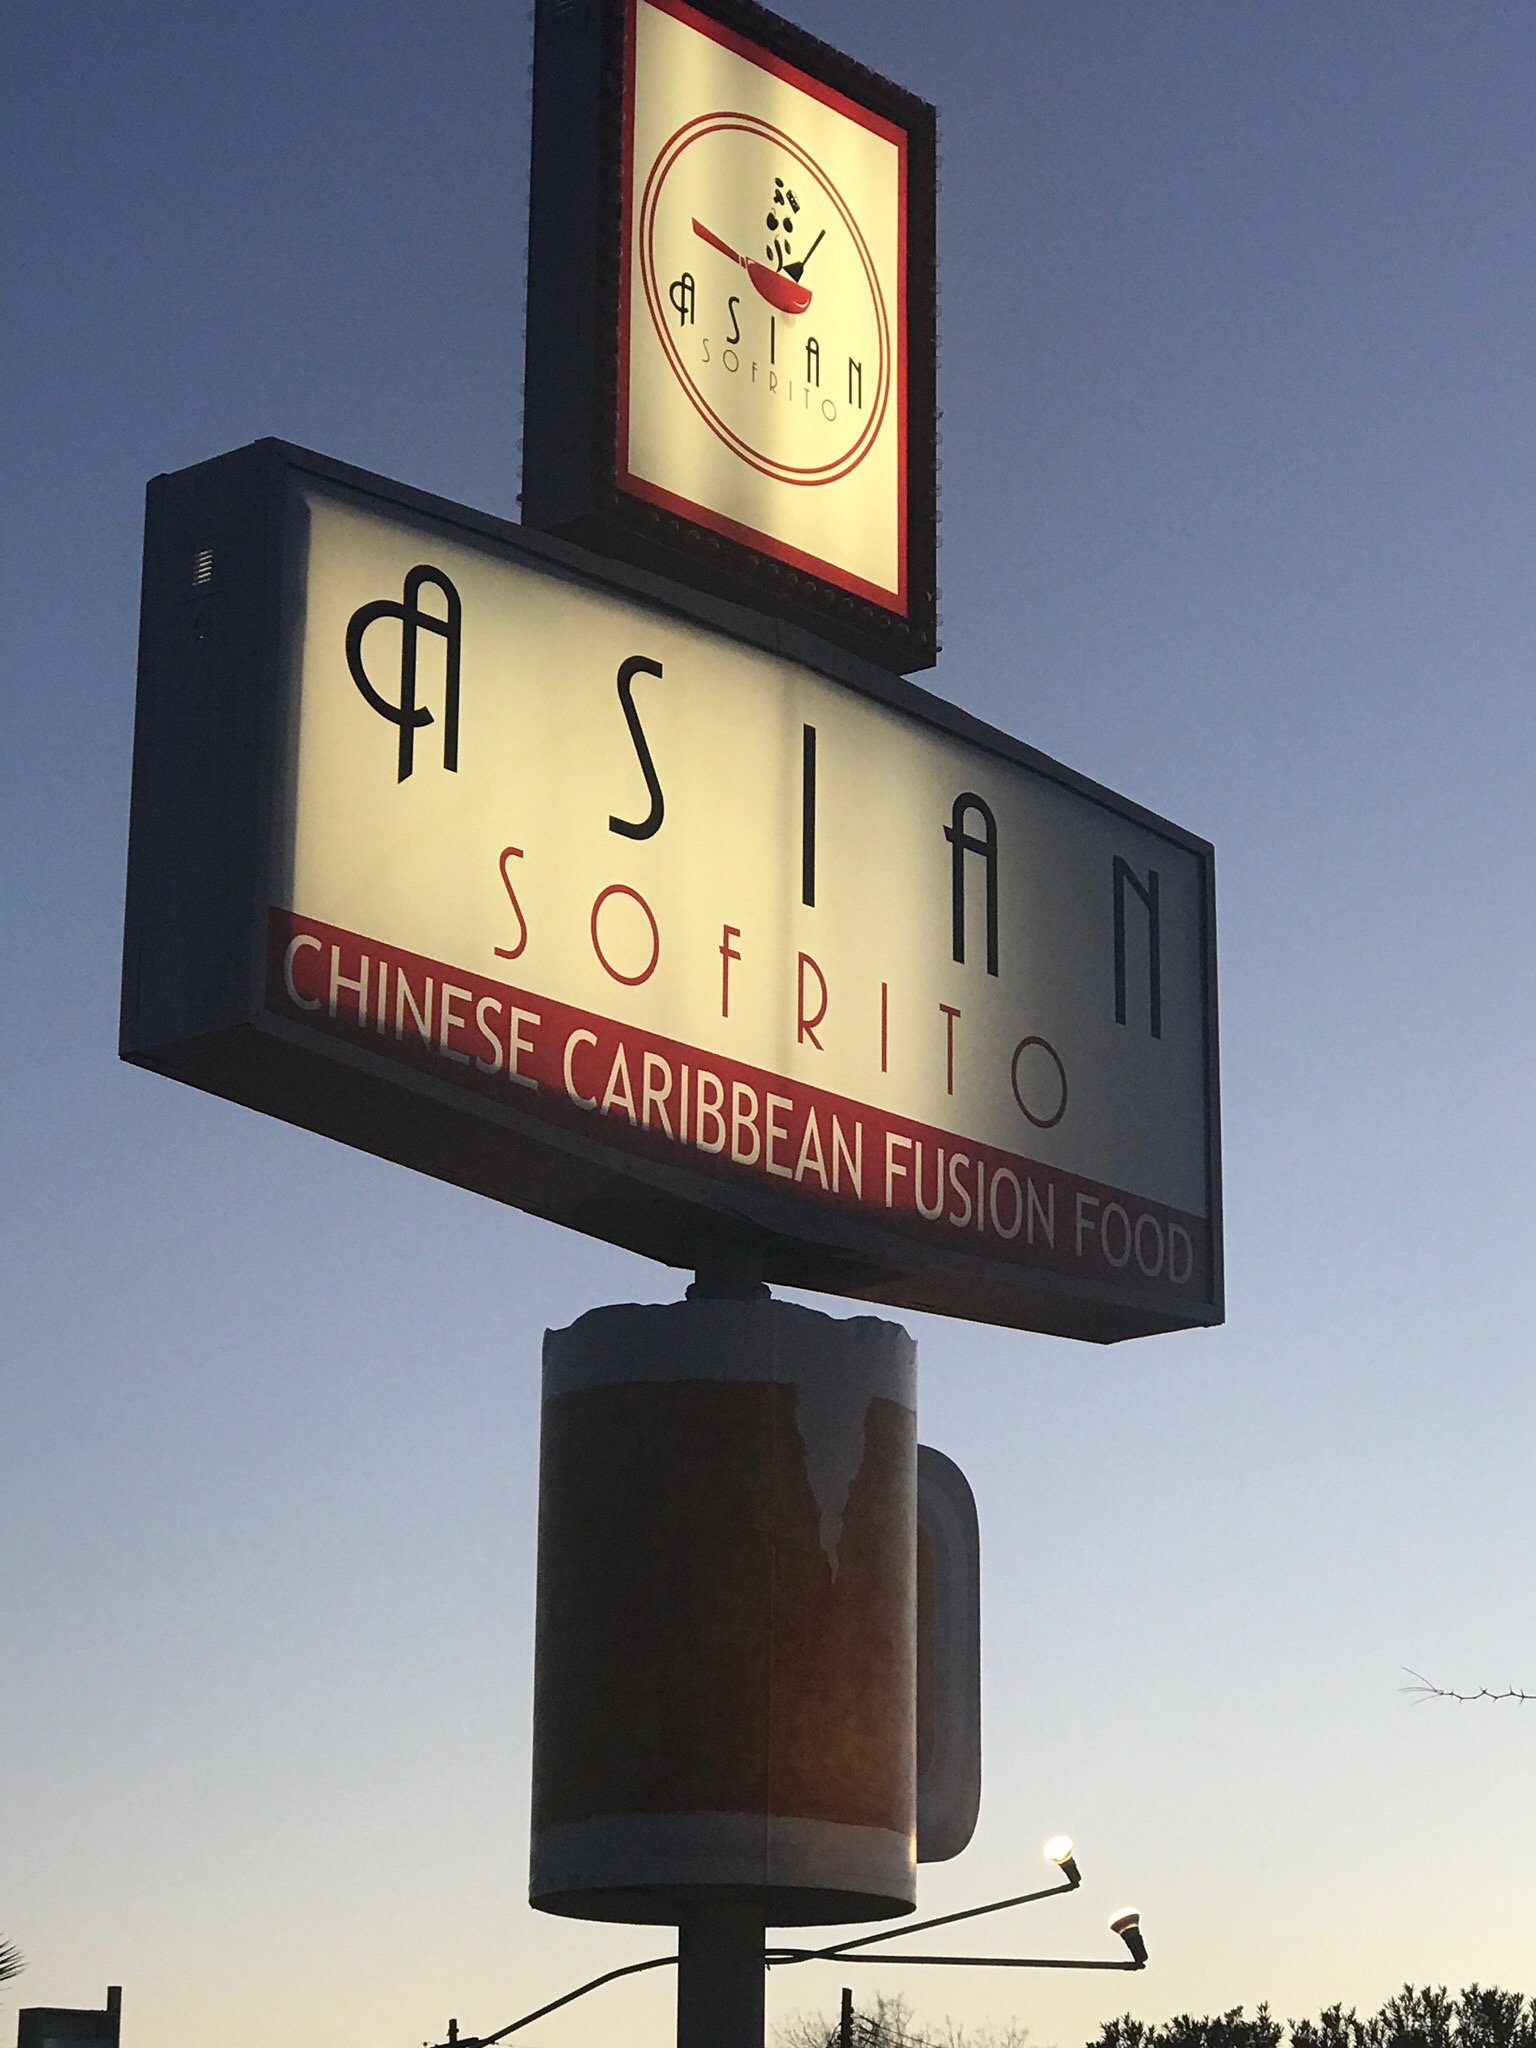 ASIAN
SOFRITO
ASIAN
SOFRITO
CHINESE CARIBBEAN FUSION FOOD